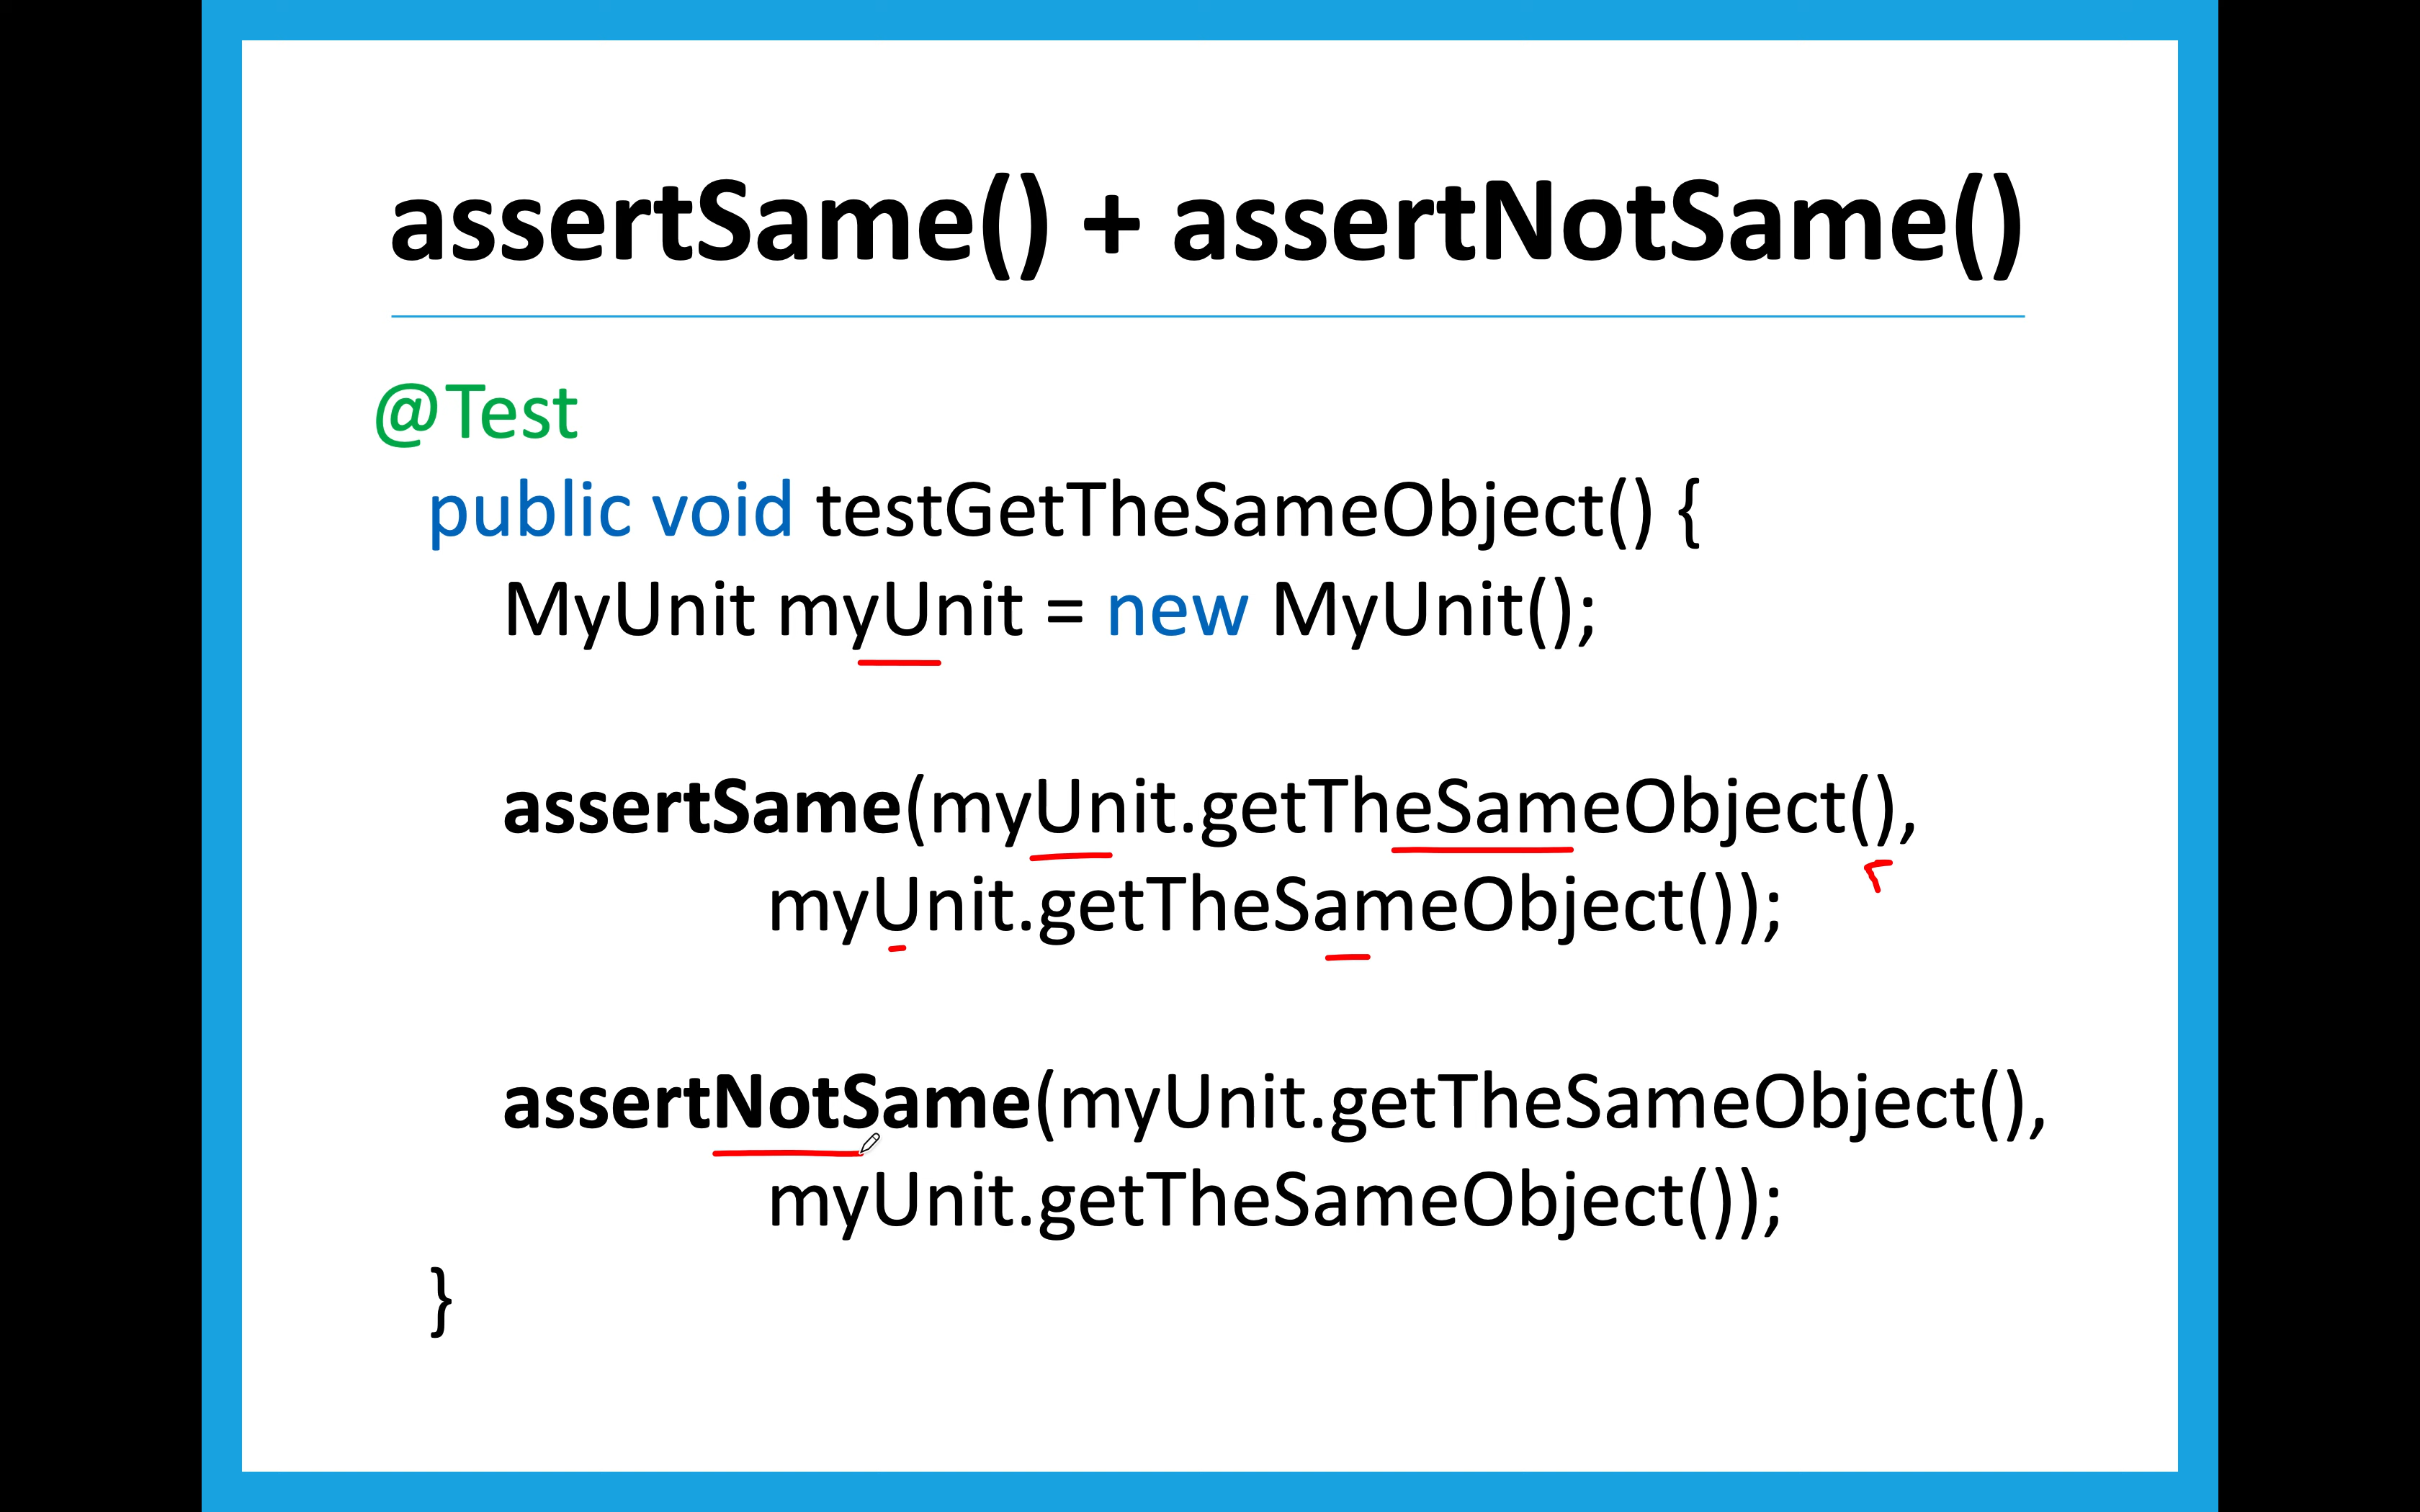 assertSame() + assertNotSame()
@Test
public void testGetTheSameObject() {
MyUnit myUnit = new MyUnit();
assertSame(myUnit.getTheSameObject(),
myUnit.getTheSameObject());
assertNotSame(myUnit.getTheSameObject(),
myUnit.getTheSameObject());
}